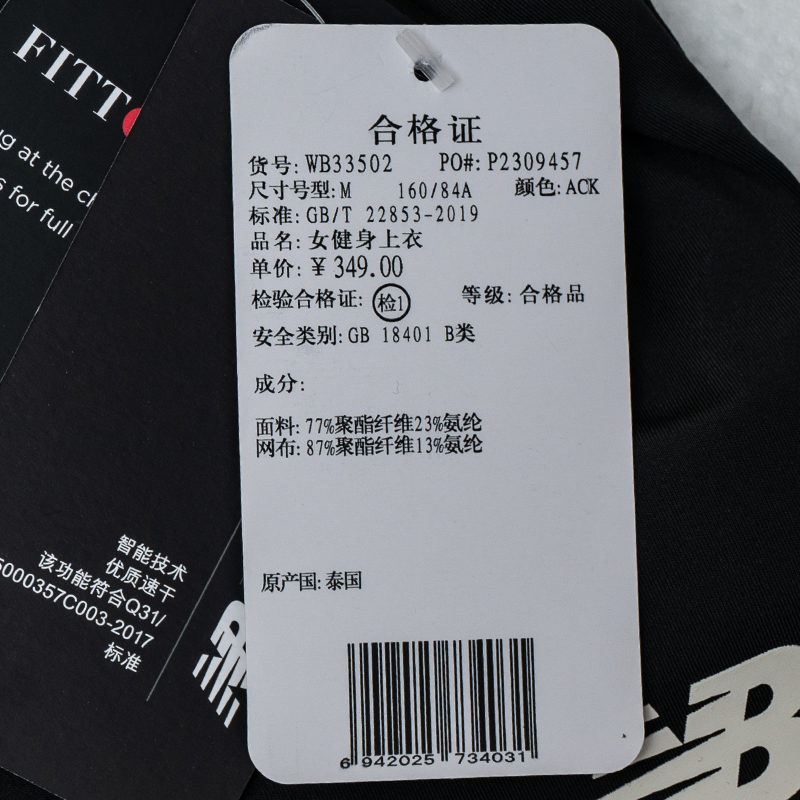 FITT
ug at the ch
s for full
合格证
货号: WB33502 PO#: P2309457
尺寸号型: M 160/84A 颜色: ACK
标准: GB/T 22853-2019
品名: 女健身上衣
单价: ¥ 349.00
检验合格证: 检1 等级: 合格品
安全类别: GB 18401 B类
成分:
面料: 77%聚酯纤维23%氨纶
网布: 87%聚酯纤维13%氨纶
原产国: 泰国
6 942025 734031
智能技术
优质速干
该功能符合Q31/
5000357C003-2017
标准